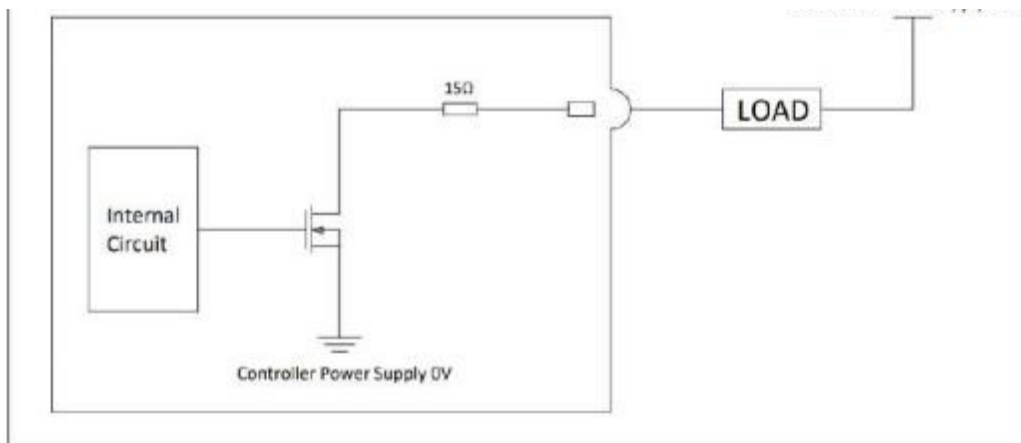 15Ω
LOAD
Internal
Circuit
Controller Power Supply 0V